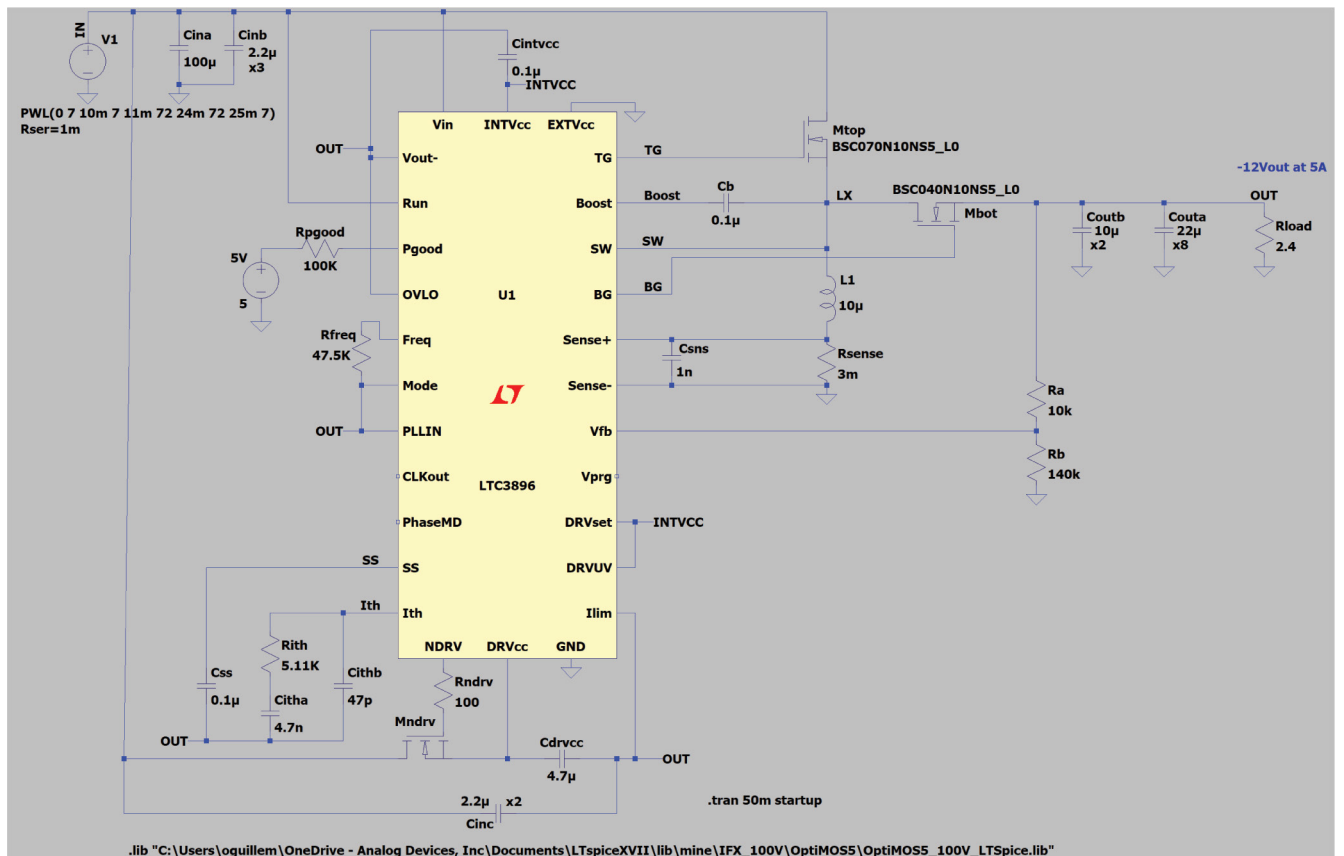 IN
V1
Cina
100µ
Cinb
2.2µ
x3
PWL(0 7 10m 7 11m 72 24m 72 25m 7)
Rser=1m
Cintvcc
0.1µ
INTVCC
Vin
INTVcc
EXTVcc
OUT
Vout-
TG
TG
Mtop
BSC070N10NS5_L0
-12Vout at 5A
Run
Boost
Boost
Cb
0.1µ
LX
BSC040N10NS5_L0
Mbot
OUT
Coutb
10µ
x2
Couta
22µ
x8
Rload
2.4
Rpgood
100K
5V
5
Pgood
SW
SW
OVLO
U1
BG
BG
L1
10µ
Rfreq
47.5K
Freq
Sense+
Csns
1n
Rsense
3m
Mode
Sense-
Ra
10k
OUT
PLLIN
Vfb
Rb
140k
CLKout
LTC3896
Vprg
PhaseMD
DRVset
INTVCC
SS
SS
DRVUV
Ith
Ith
Ilim
Rith
5.11K
NDRV
DRVcc
GND
Css
0.1µ
Citha
4.7n
Cithb
47p
Rndrv
100
OUT
Mndrv
Cdrvcc
4.7µ
OUT
2.2µ
x2
Cinc
.tran 50m startup
.lib "C:\Users\oguillem\OneDrive - Analog Devices, Inc\Documents\LTspiceXVII\lib\mine\IFX_100V\OptiMOS5\OptiMOS5_100V_LTSpice.lib"